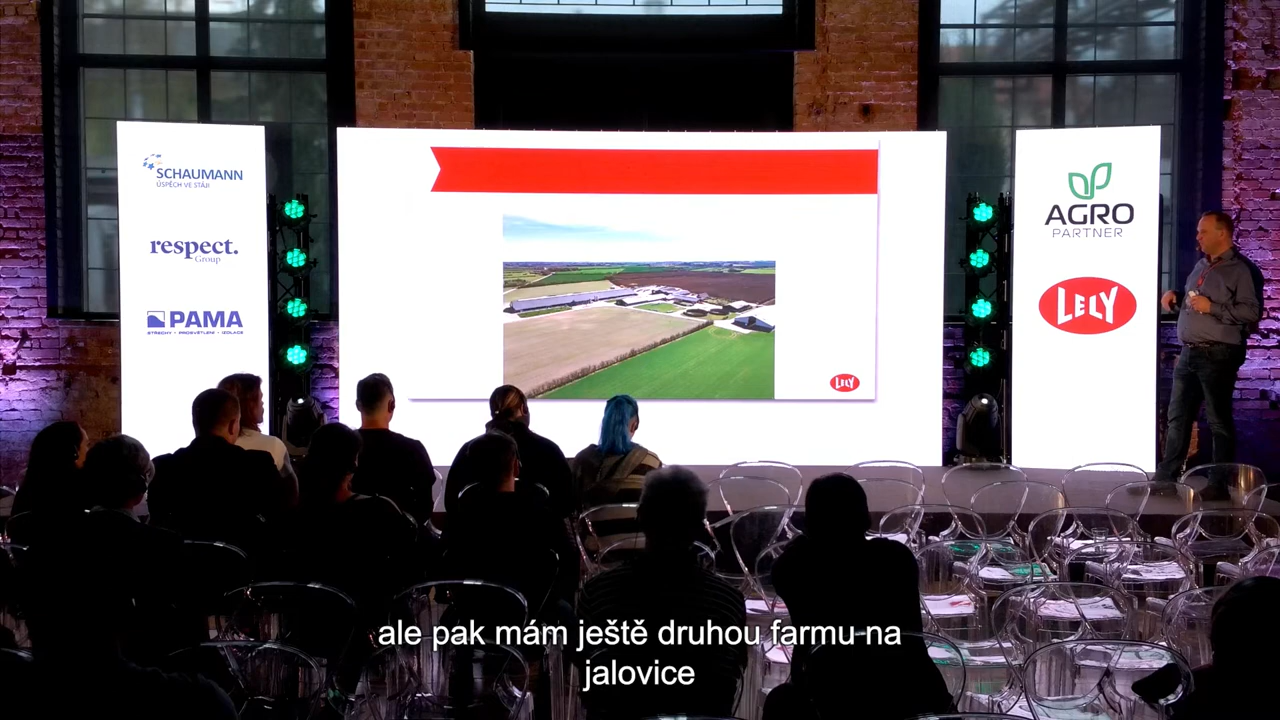 SCHAUMANN
ÚSPĚCH VE STÁJI
respect.
Group
PAMA
STŘECHY • PROSVĚTLENÍ • IZOLACE
LELY
AGRO
PARTNER
LELY
ale pak mám ještě druhou farmu na
jalovice